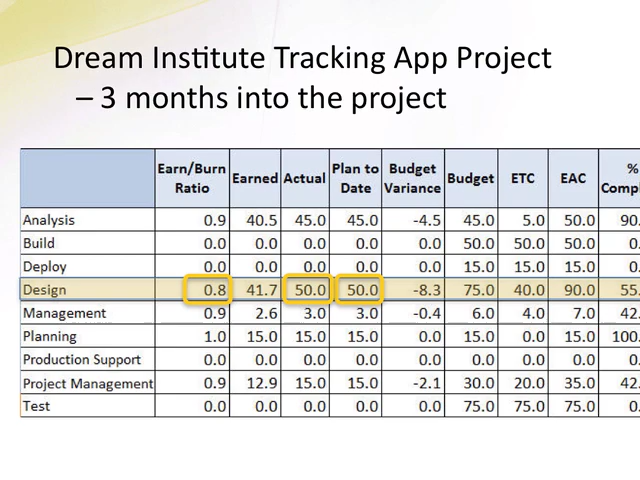 Dream Institute Tracking App Project
– 3 months into the project
Earn/Burn Ratio Earned Actual Plan to Date Budget Variance Budget ETC EAC %
Analysis 0.9 40.5 45.0 45.0 -4.5 45.0 5.0 50.0 90.
Build 0.0 0.0 0.0 0.0 0.0 50.0 50.0 50.0 0.
Deploy 0.0 0.0 0.0 0.0 0.0 15.0 15.0 15.0 0.
Design 0.8 41.7 50.0 50.0 -8.3 75.0 40.0 90.0 55.
Management 0.9 2.6 3.0 3.0 -0.4 6.0 4.0 7.0 42.
Planning 1.0 15.0 15.0 15.0 0.0 15.0 0.0 15.0 100.
Production Support 0.0 0.0 0.0 0.0 0.0 0.0 0.0 0.0 0.
Project Management 0.9 12.9 15.0 15.0 -2.1 30.0 20.0 35.0 42.
Test 0.0 0.0 0.0 0.0 0.0 75.0 75.0 75.0 0.